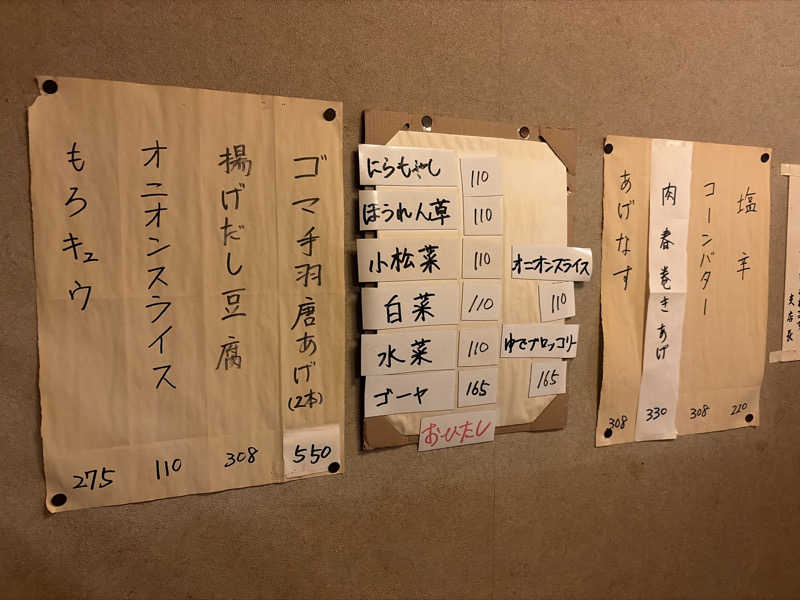 ゴマ手羽唐あげ(2本)
550
揚げだし豆腐
308
オニオンスライス
110
もろキュウ
275
にらもやし 110
ほうれん草 110
小松菜 110
白菜 110
水菜 110
ゴーヤ 165
オニオンスライス
110
ゆでブロッコリー
165
おひたし
塩辛
210
コーンバター
308
肉春巻きあげ
330
あげなす
308
支店長